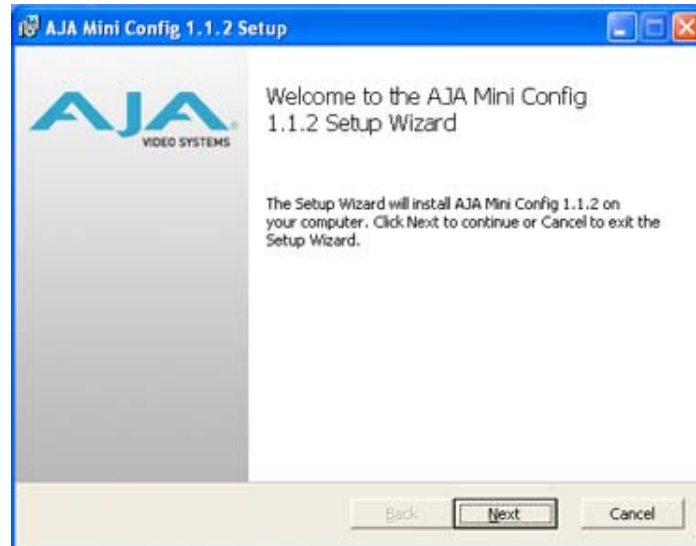 AJA Mini Config 1.1.2 Setup
AJA
VIDEO SYSTEMS
Welcome to the AJA Mini Config
1.1.2 Setup Wizard
The Setup Wizard will install AJA Mini Config 1.1.2 on
your computer. Click Next to continue or Cancel to exit the
Setup Wizard.
Back
Next
Cancel